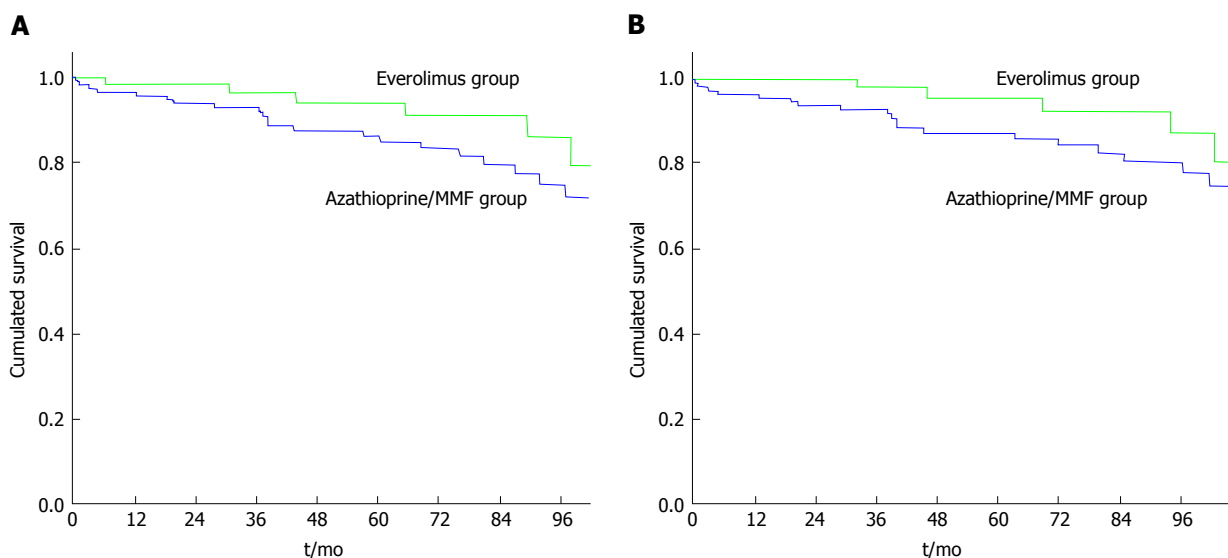 A
Cumulated survival
1.0
0.8
0.6
0.4
0.2
0.0
Everolimus group
Azathioprine/MMF group
0 12 24 36 48 60 72 84 96
t/mo
B
Cumulated survival
1.0
0.8
0.6
0.4
0.2
0.0
Everolimus group
Azathioprine/MMF group
0 12 24 36 48 60 72 84 96
t/mo